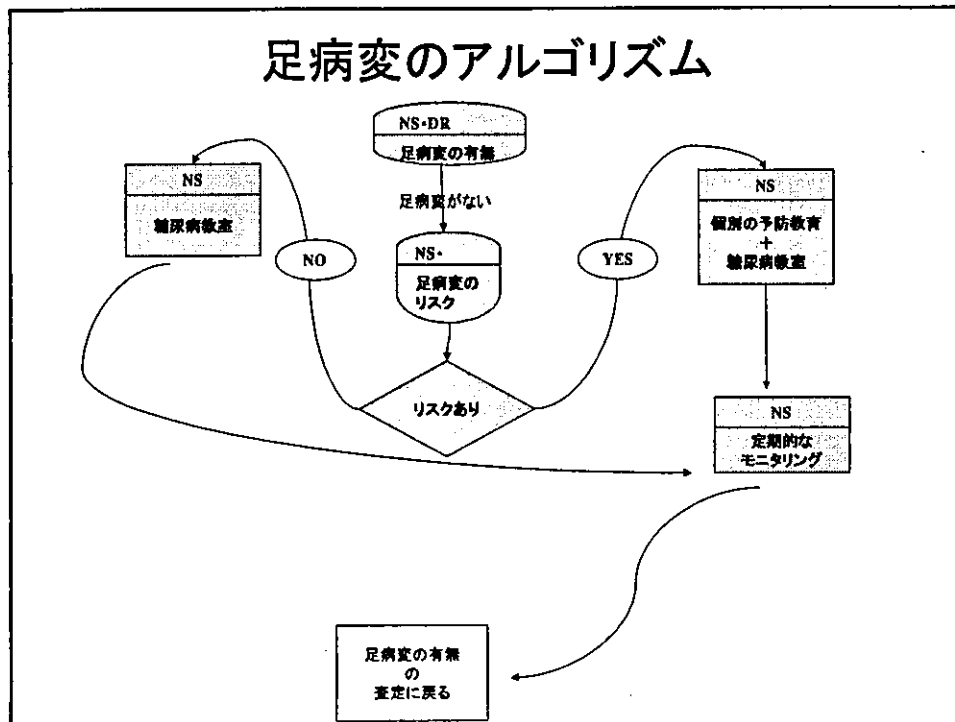 足病変のアルゴリズム
NS・DR
足病変の有無
足病変がない
NS
糖尿病教室
NO
NS・
足病変の
リスク
YES
NS
個別の予防教育
+
糖尿病教室
リスクあり
NS
定期的な
モニタリング
足病変の有無
の
査定に戻る